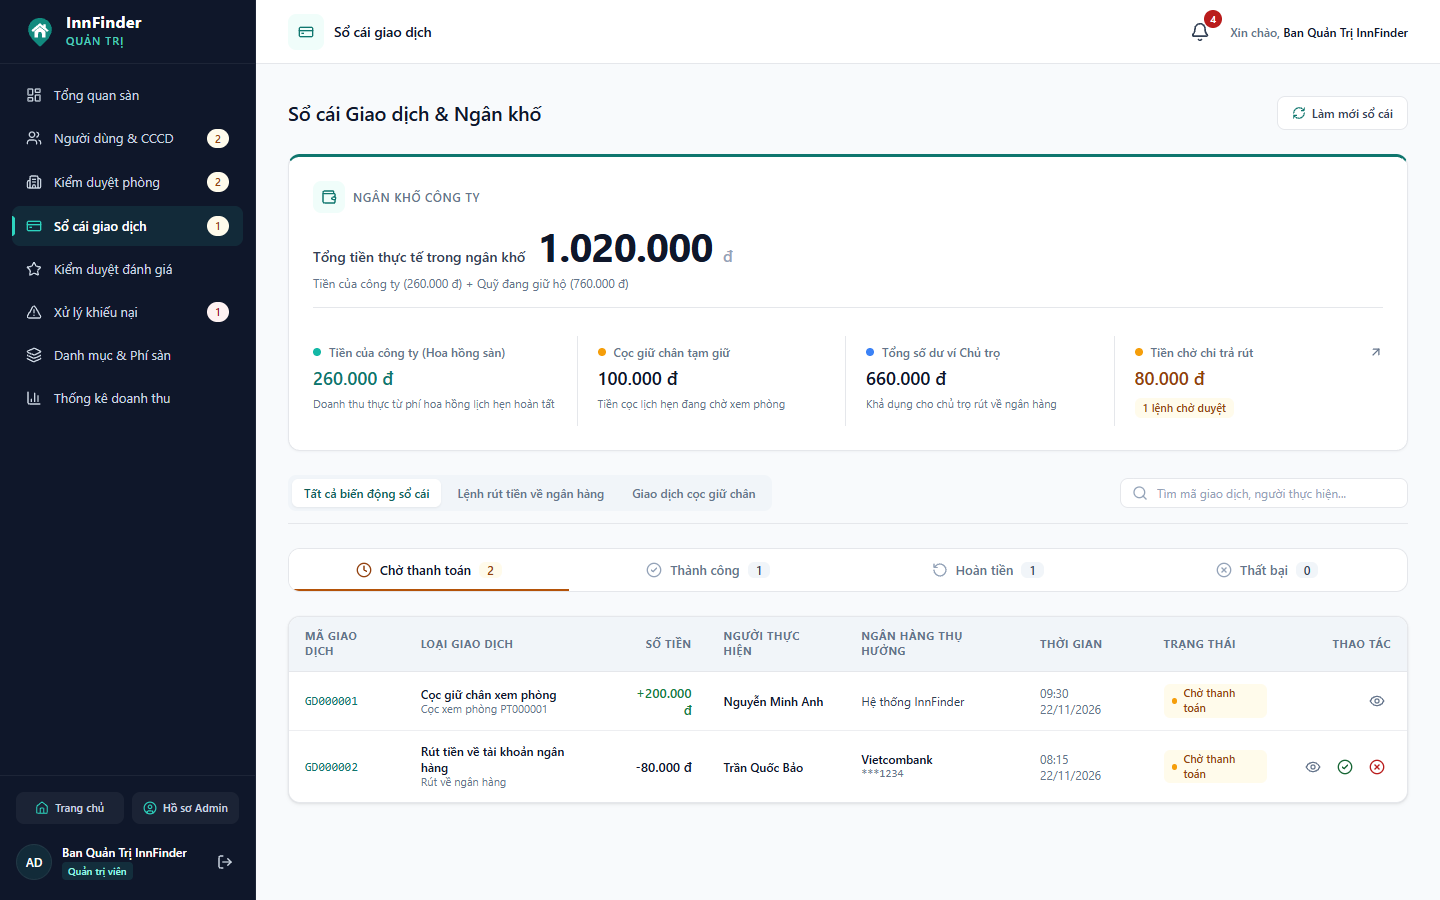 InnFinder
QUẢN TRỊ
Tổng quan sàn
Người dùng & CCCD 2
Kiểm duyệt phòng 2
Sổ cái giao dịch 1
Kiểm duyệt đánh giá
Xử lý khiếu nại 1
Danh mục & Phí sàn
Thống kê doanh thu
Trang chủ
Hồ sơ Admin
AD
Ban Quản Trị InnFinder
Quản trị viên
Sổ cái giao dịch
4
Xin chào, Ban Quản Trị InnFinder
Sổ cái Giao dịch & Ngân khố
Làm mới sổ cái
NGÂN KHỐ CÔNG TY
Tổng tiền thực tế trong ngân khố 1.020.000 đ
Tiền của công ty (260.000 đ) + Quỹ đang giữ hộ (760.000 đ)
Tiền của công ty (Hoa hồng sàn)
260.000 đ
Doanh thu thực từ phí hoa hồng lịch hẹn hoàn tất
Cọc giữ chân tạm giữ
100.000 đ
Tiền cọc lịch hẹn đang chờ xem phòng
Tổng số dư ví Chủ trọ
660.000 đ
Khả dụng cho chủ trọ rút về ngân hàng
Tiền chờ chi trả rút
80.000 đ
1 lệnh chờ duyệt
Tất cả biến động sổ cái
Lệnh rút tiền về ngân hàng
Giao dịch cọc giữ chân
Tìm mã giao dịch, người thực hiện...
Chờ thanh toán 2
Thành công 1
Hoàn tiền 1
Thất bại 0
MÃ GIAO
DỊCH
LOẠI GIAO DỊCH
SỐ TIỀN
NGƯỜI THỰC
HIỆN
NGÂN HÀNG THỤ
HƯỞNG
THỜI GIAN
TRẠNG THÁI
THAO TÁC
GD000001
Cọc giữ chân xem phòng
Cọc xem phòng PT000001
+200.000
đ
Nguyễn Minh Anh
Hệ thống InnFinder
09:30
22/11/2026
Chờ thanh
toán
GD000002
Rút tiền về tài khoản ngân
hàng
Rút về ngân hàng
-80.000 đ
Trần Quốc Bảo
Vietcombank
***1234
08:15
22/11/2026
Chờ thanh
toán